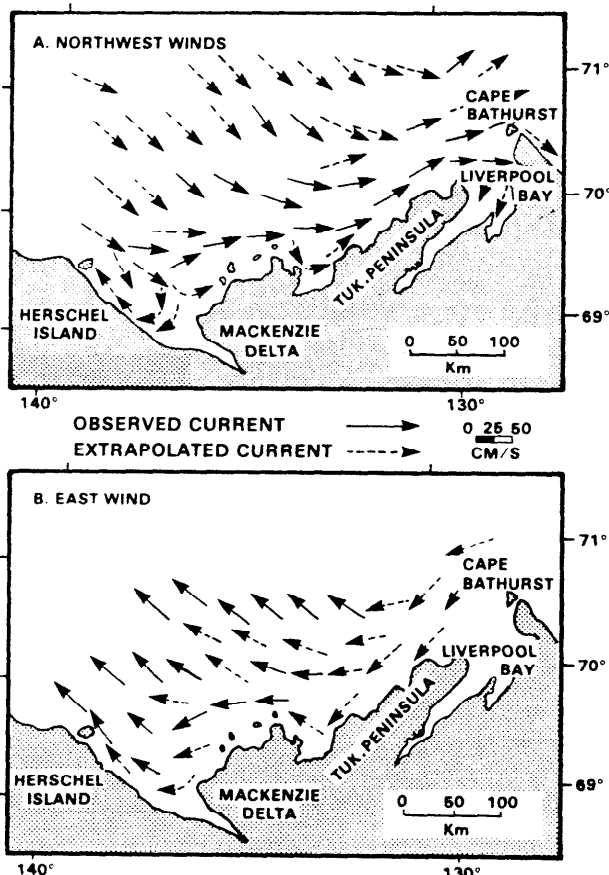 A. NORTHWEST WINDS
71°
CAPE
BATHURST
LIVERPOOL
BAY
70°
TUK. PENINSULA
HERSCHEL
ISLAND
MACKENZIE
DELTA
69°
0 50 100
Km
140°
130°
OBSERVED CURRENT
EXTRAPOLATED CURRENT
0 25 50
CM/S
B. EAST WIND
71°
CAPE
BATHURST
LIVERPOOL
BAY
70°
TUK. PENINSULA
HERSCHEL
ISLAND
MACKENZIE
DELTA
69°
0 50 100
Km
140°
130°